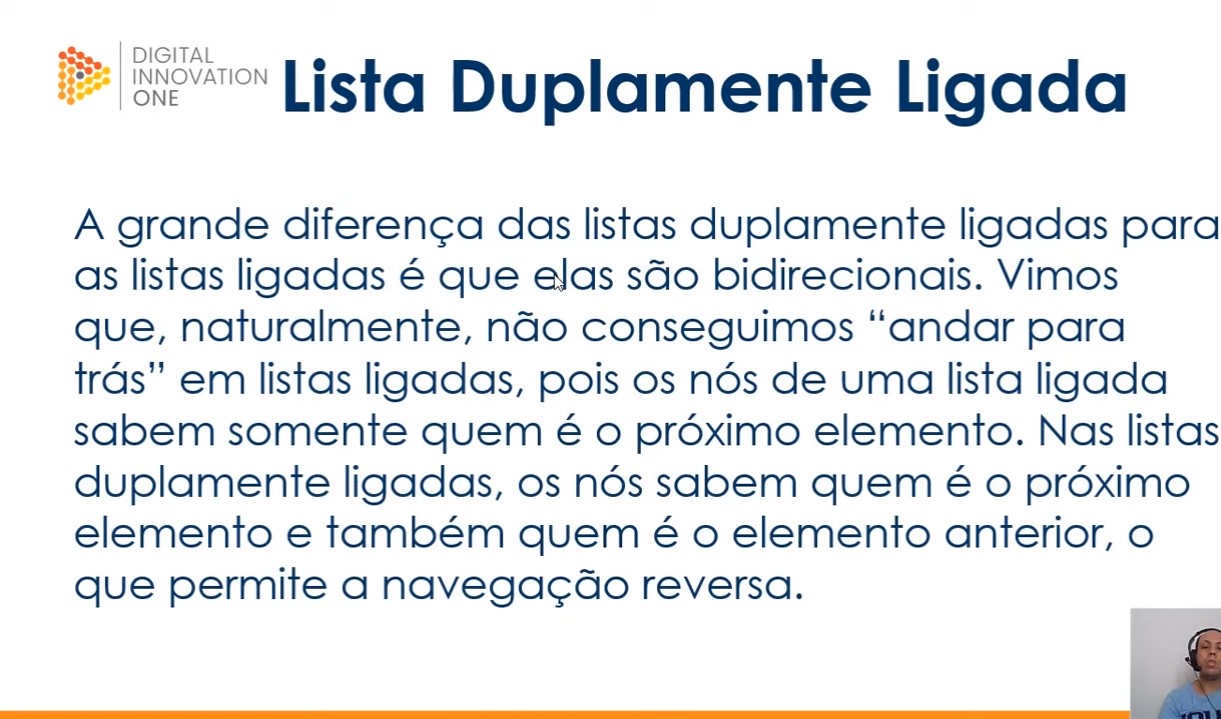 DIGITAL
INNOVATION
ONE
Lista Duplamente Ligada
A grande diferença das listas duplamente ligadas para
as listas ligadas é que elas são bidirecionais. Vimos
que, naturalmente, não conseguimos “andar para
trás” em listas ligadas, pois os nós de uma lista ligada
sabem somente quem é o próximo elemento. Nas listas
duplamente ligadas, os nós sabem quem é o próximo
elemento e também quem é o elemento anterior, o
que permite a navegação reversa.